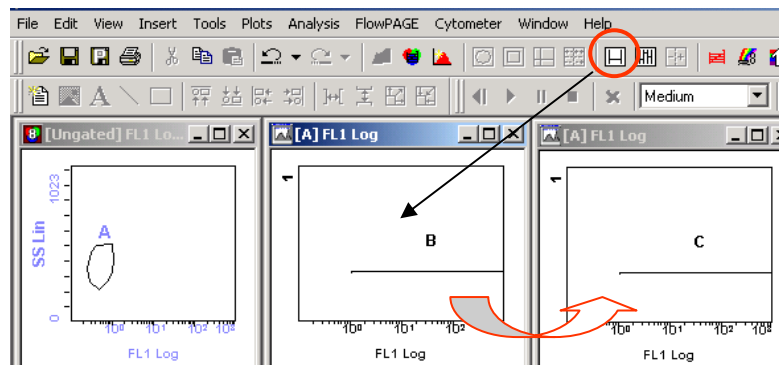 File Edit View Insert Tools Plots Analysis FlowPAGE Cytometer Window Help
A Medium
[Ungated] FL1 Lo...
SS Lin
1023
0
A
10⁰ 10¹ 10² 10³
FL1 Log
[A] FL1 Log
1
B
10⁰ 10¹ 10²
FL1 Log
[A] FL1 Log
1
C
10⁰ 10¹ 10² 10³
FL1 Log